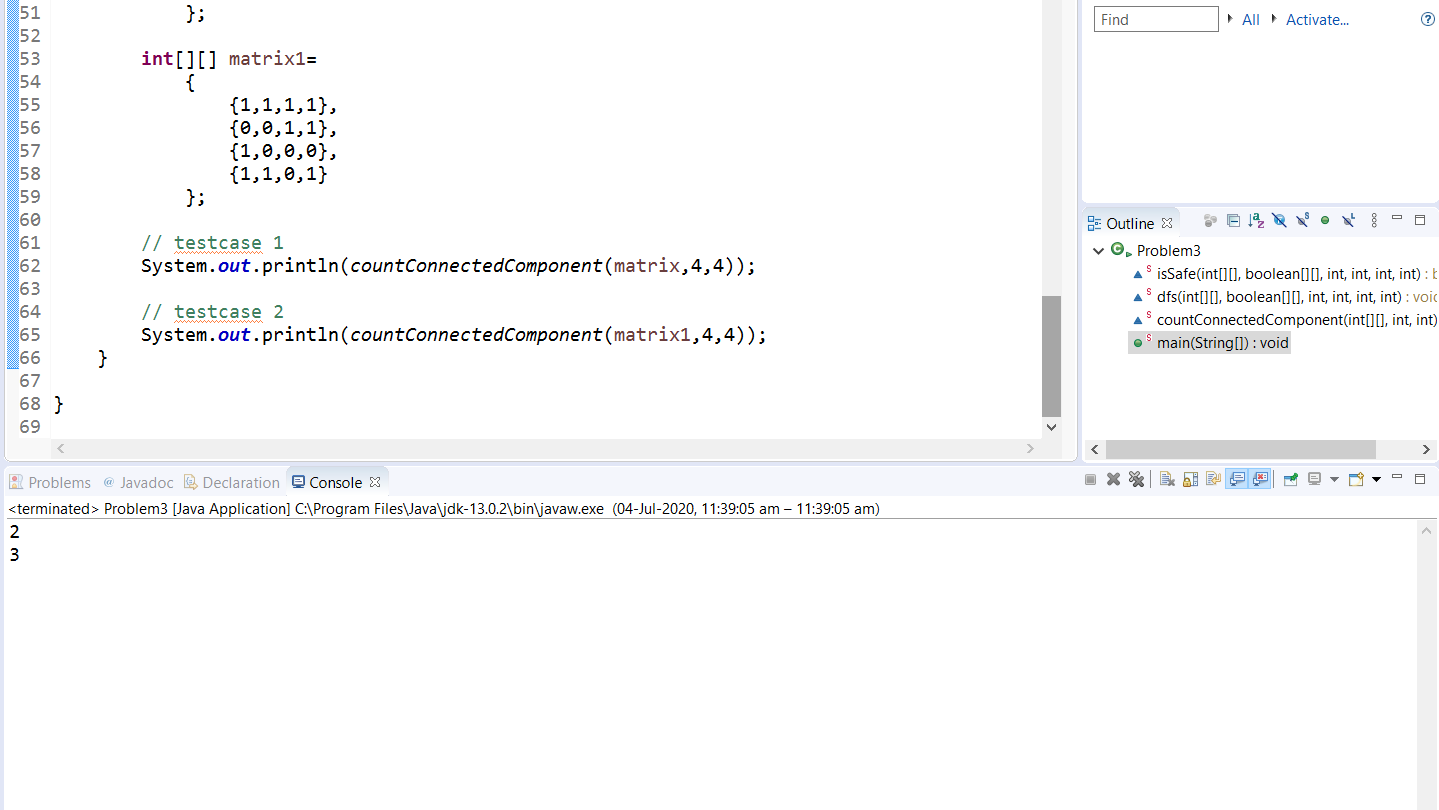 51 };
52
53 int[][] matrix1=
54 {
55 {1,1,1,1},
56 {0,0,1,1},
57 {1,0,0,0},
58 {1,1,0,1}
59 };
60
61 // testcase 1
62 System.out.println(countConnectedComponent(matrix,4,4));
63
64 // testcase 2
65 System.out.println(countConnectedComponent(matrix1,4,4));
66 }
67
68 }
69
Find All Activate...
Outline
Problem3
isSafe(int[][], boolean[][], int, int, int, int) : b
dfs(int[][], boolean[][], int, int, int, int) : void
countConnectedComponent(int[][], int, int)
main(String[]) : void
Problems @ Javadoc Declaration Console
<terminated> Problem3 [Java Application] C:\Program Files\Java\jdk-13.0.2\bin\javaw.exe (04-Jul-2020, 11:39:05 am – 11:39:05 am)
2
3